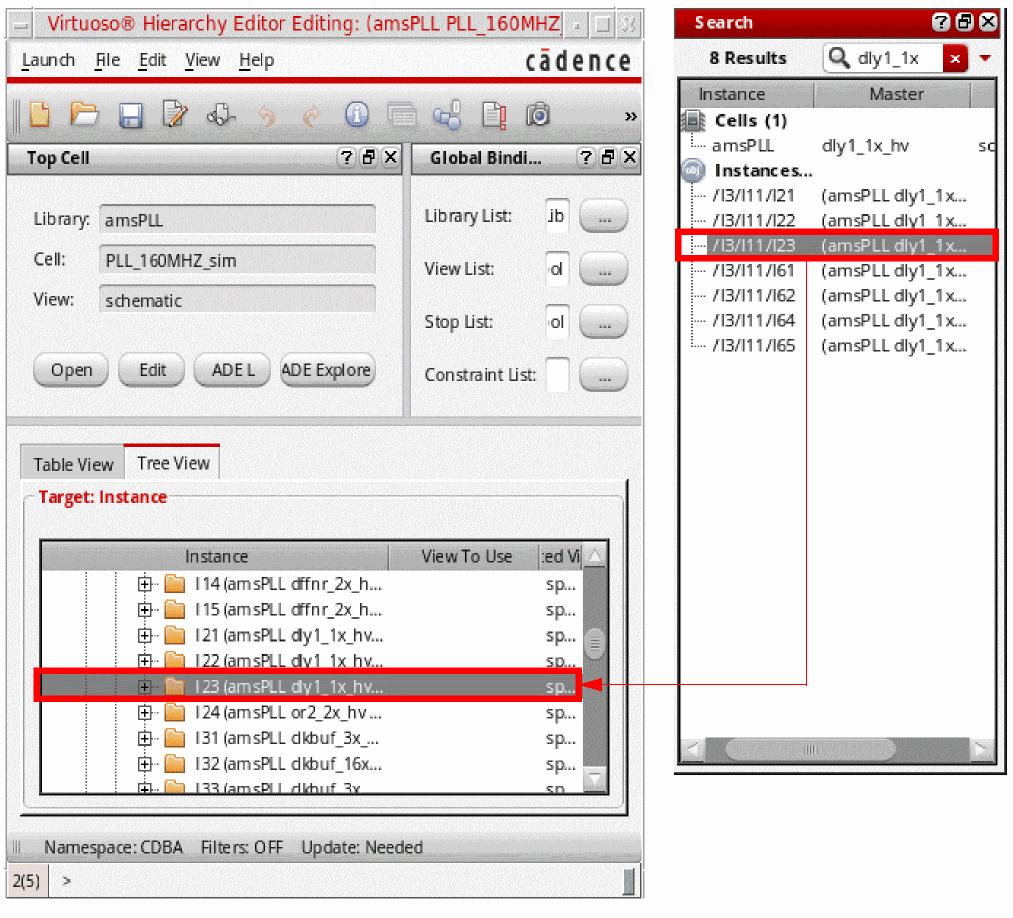 Virtuoso® Hierarchy Editor Editing: (amsPLL PLL_160MHZ
Launch File Edit View Help cādence
»
Top Cell
Library: amsPLL
Cell: PLL_160MHZ_sim
View: schematic
Open Edit ADE L ADE Explore
Global Bindi...
Library List: ...
View List: ol ...
Stop List: ol ...
Constraint List: ...
Table View Tree View
Target: Instance
Instance View To Use :ed Vi
I14 (amsPLL dffnr_2x_h... sp...
I15 (amsPLL dffnr_2x_h... sp...
I21 (amsPLL dly1_1x_hv... sp...
I22 (amsPLL dly1_1x_hv... sp...
I23 (amsPLL dly1_1x_hv... sp...
I24 (amsPLL or2_2x_hv ... sp...
I31 (amsPLL clkbuf_3x_... sp...
I32 (amsPLL clkbuf_16x... sp...
I33 (amsPLL clkbuf_3x sp...
Namespace: CDBA Filters: OFF Update: Needed
2(5) >
Search
8 Results dly1_1x
Instance Master
Cells (1)
amsPLL dly1_1x_hv sc
obj Instances...
/I3/I11/I21 (amsPLL dly1_1x...
/I3/I11/I22 (amsPLL dly1_1x...
/I3/I11/I23 (amsPLL dly1_1x...
/I3/I11/I61 (amsPLL dly1_1x...
/I3/I11/I62 (amsPLL dly1_1x...
/I3/I11/I64 (amsPLL dly1_1x...
/I3/I11/I65 (amsPLL dly1_1x...